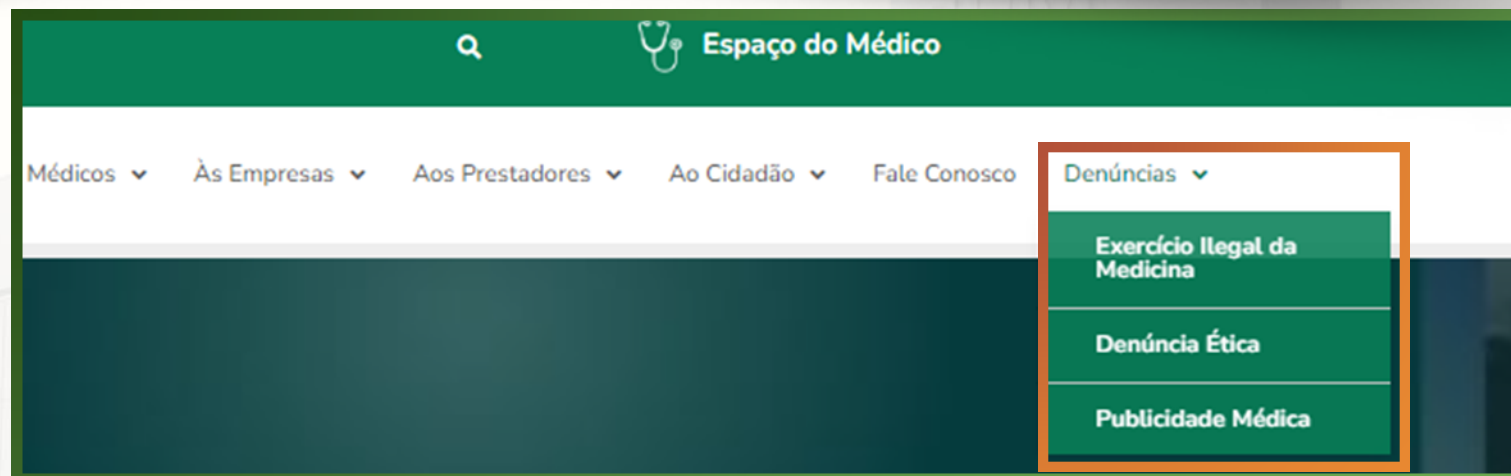 Espaço do Médico
Médicos Às Empresas Aos Prestadores Ao Cidadão Fale Conosco Denúncias
Exercício Ilegal da
Medicina
Denúncia Ética
Publicidade Médica